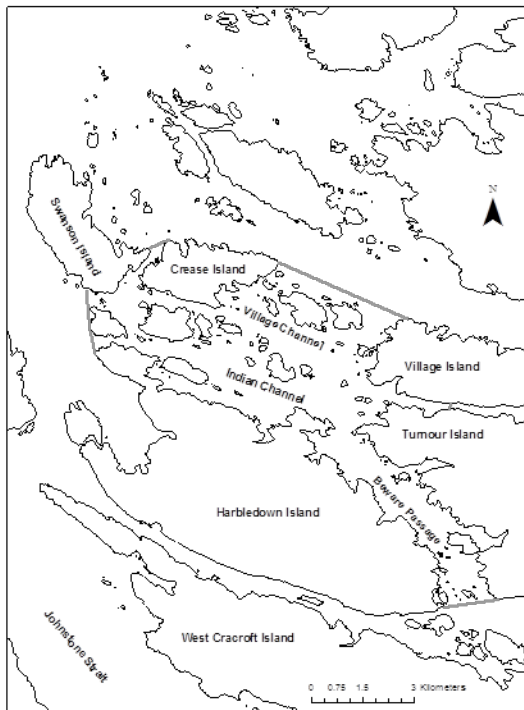 N
Swanson Island
Crease Island
Village Channel
Village Island
Indian Channel
Turnour Island
Beware Passage
Harbledown Island
West Cracroft Island
Johnstone Strait
0 0.75 1.5 3 Kilometers